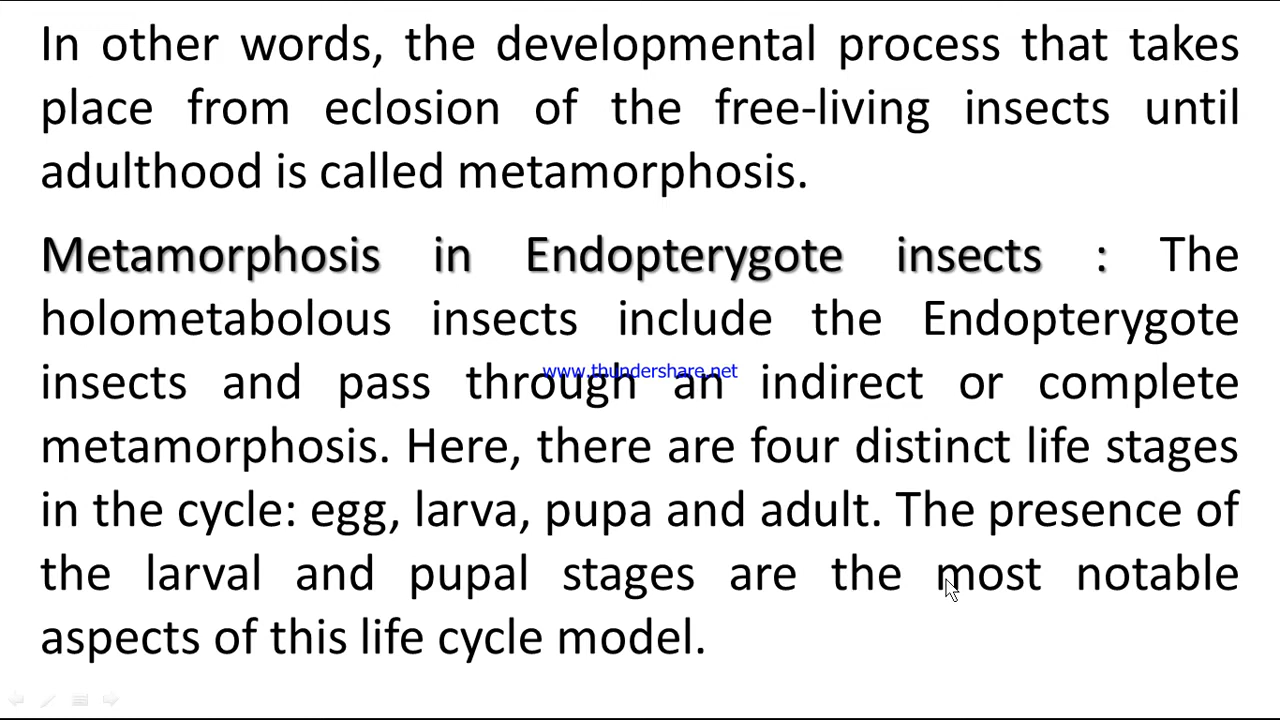 In other words, the developmental process that takes
place from eclosion of the free-living insects until
adulthood is called metamorphosis.
Metamorphosis in Endopterygote insects : The
holometabolous insects include the Endopterygote
www.thundershare.net
insects and pass through an indirect or complete
metamorphosis. Here, there are four distinct life stages
in the cycle: egg, larva, pupa and adult. The presence of
the larval and pupal stages are the most notable
aspects of this life cycle model.